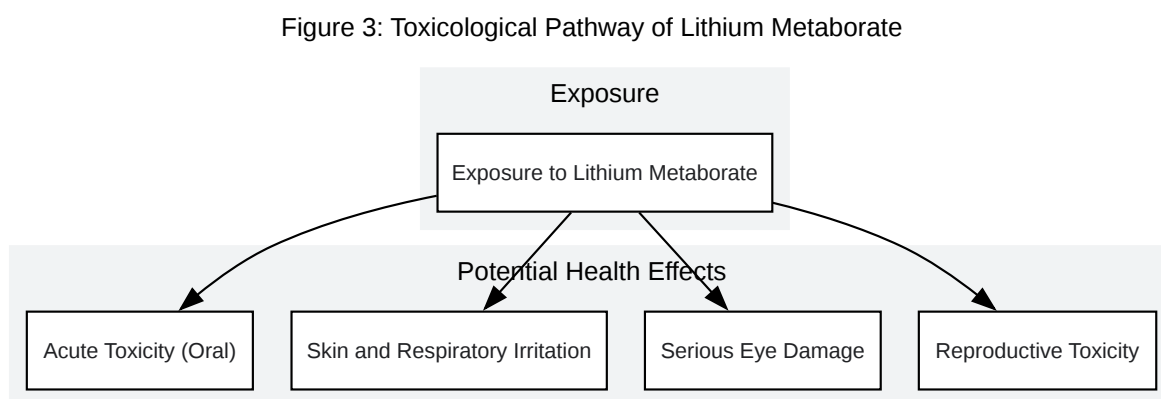 Figure 3: Toxicological Pathway of Lithium Metaborate
Exposure
Exposure to Lithium Metaborate
Potential Health Effects
Acute Toxicity (Oral)
Skin and Respiratory Irritation
Serious Eye Damage
Reproductive Toxicity